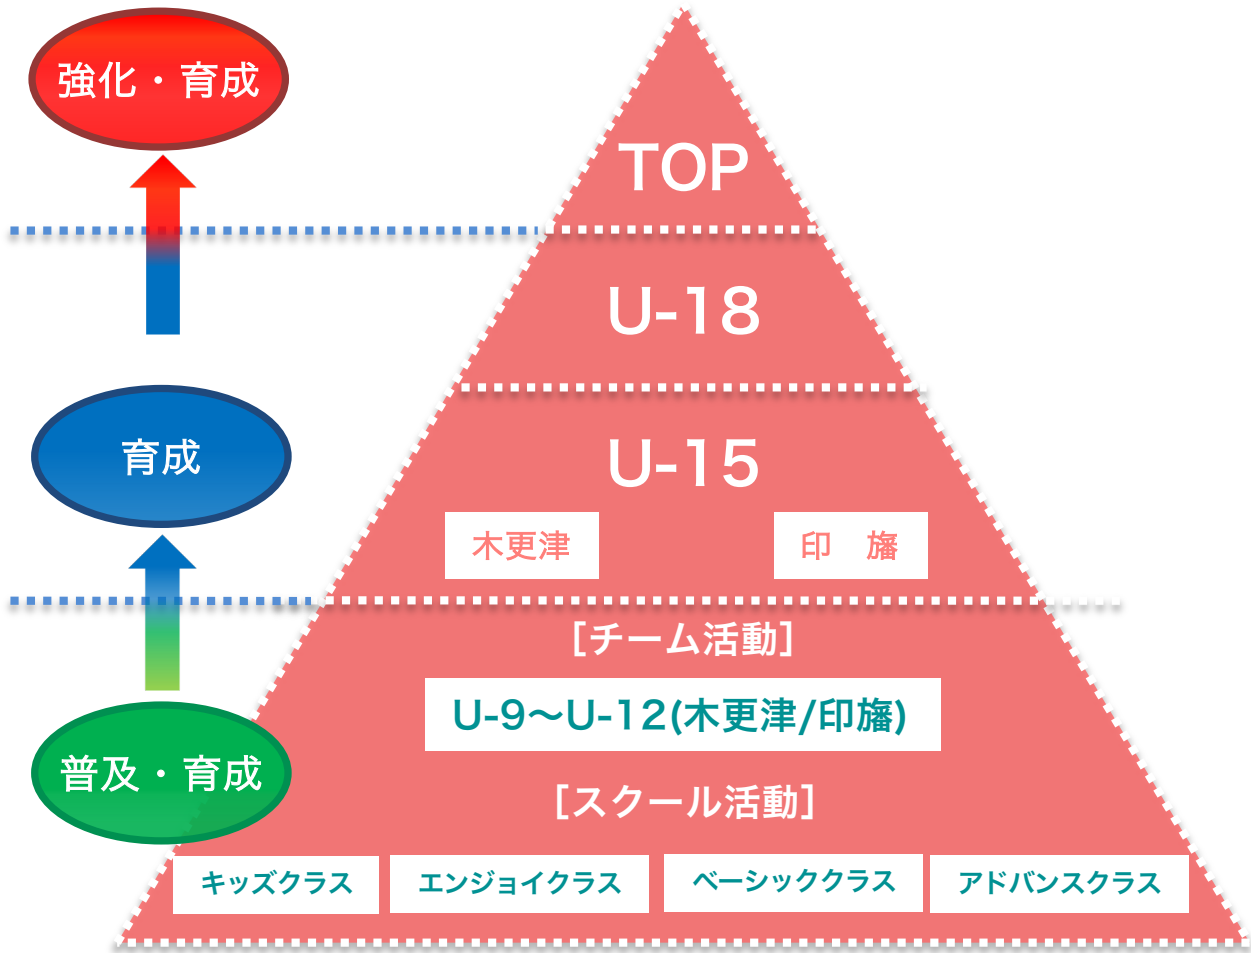 強化・育成
TOP
U-18
育成
U-15
木更津
印　旛
[チーム活動]
U-9〜U-12(木更津/印旛)
普及・育成
[スクール活動]
キッズクラス
エンジョイクラス
ベーシッククラス
アドバンスクラス